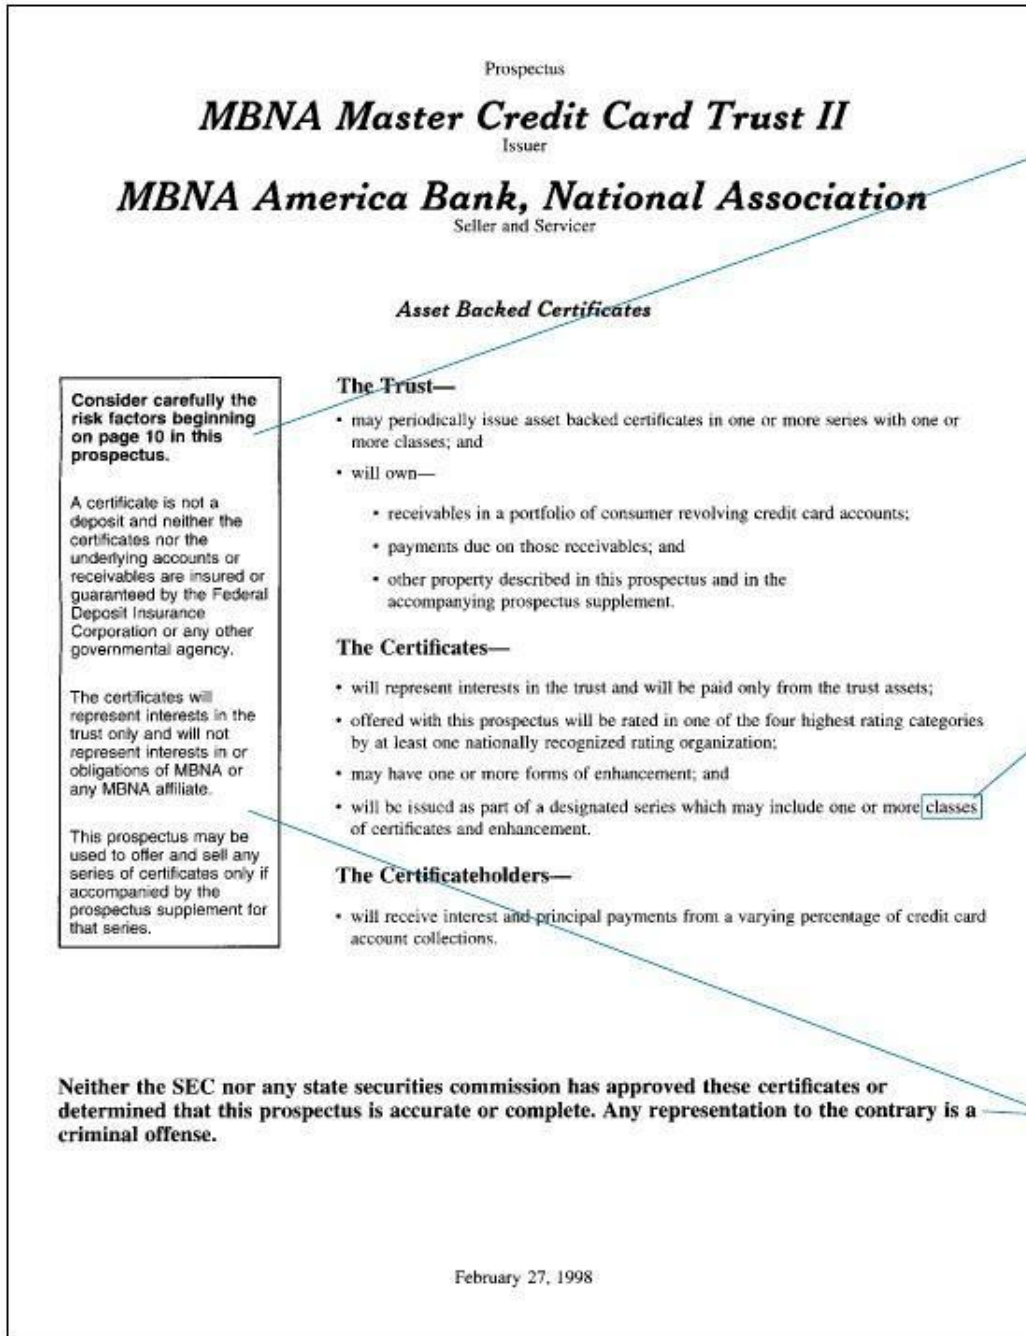 Prospectus
MBNA Master Credit Card Trust II
Issuer
MBNA America Bank, National Association
Seller and Servicer
Asset Backed Certificates
Consider carefully the
risk factors beginning
on page 10 in this
prospectus.
A certificate is not a
deposit and neither the
certificates nor the
underlying accounts or
receivables are insured or
guaranteed by the Federal
Deposit Insurance
Corporation or any other
governmental agency.
The certificates will
represent interests in the
trust only and will not
represent interests in or
obligations of MBNA or
any MBNA affiliate.
This prospectus may be
used to offer and sell any
series of certificates only if
accompanied by the
prospectus supplement for
that series.
The Trust—
• may periodically issue asset backed certificates in one or more series with one or
more classes; and
• will own—
• receivables in a portfolio of consumer revolving credit card accounts;
• payments due on those receivables; and
• other property described in this prospectus and in the
accompanying prospectus supplement.
The Certificates—
• will represent interests in the trust and will be paid only from the trust assets;
• offered with this prospectus will be rated in one of the four highest rating categories
by at least one nationally recognized rating organization;
• may have one or more forms of enhancement; and
• will be issued as part of a designated series which may include one or more classes
of certificates and enhancement.
The Certificateholders—
• will receive interest and principal payments from a varying percentage of credit card
account collections.
Neither the SEC nor any state securities commission has approved these certificates or
determined that this prospectus is accurate or complete. Any representation to the contrary is a
criminal offense.
February 27, 1998